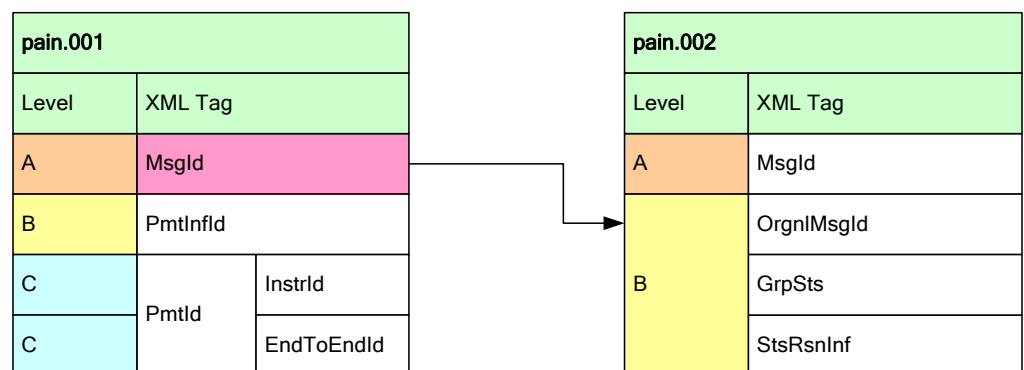 pain.001
Level XML Tag
A MsgId
B PmtInfId
C PmtId InstrId
C EndToEndId
pain.002
Level XML Tag
A MsgId
B OrgnlMsgId
GrpSts
StsRsnInf